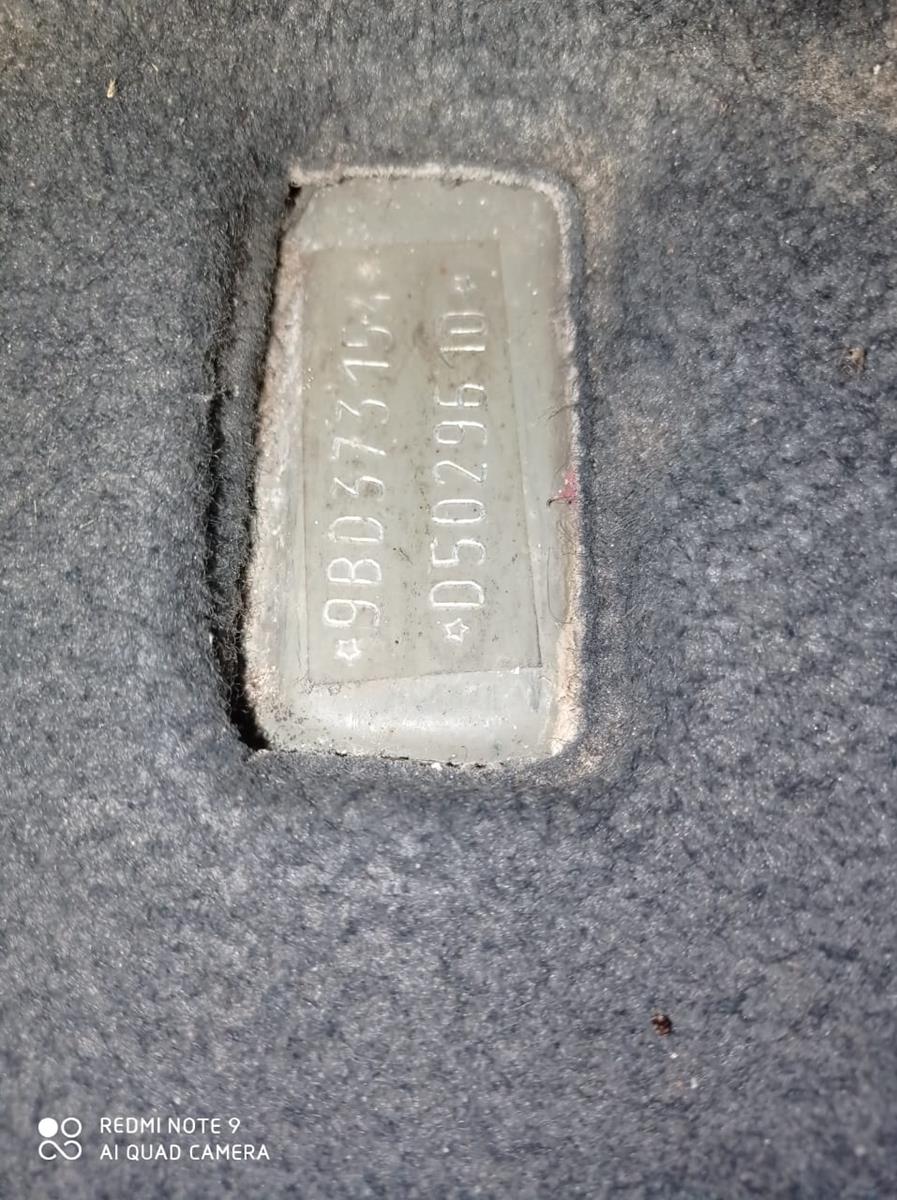 ☆9BD37315★
☆D5029610☆
REDMI NOTE 9
AI QUAD CAMERA